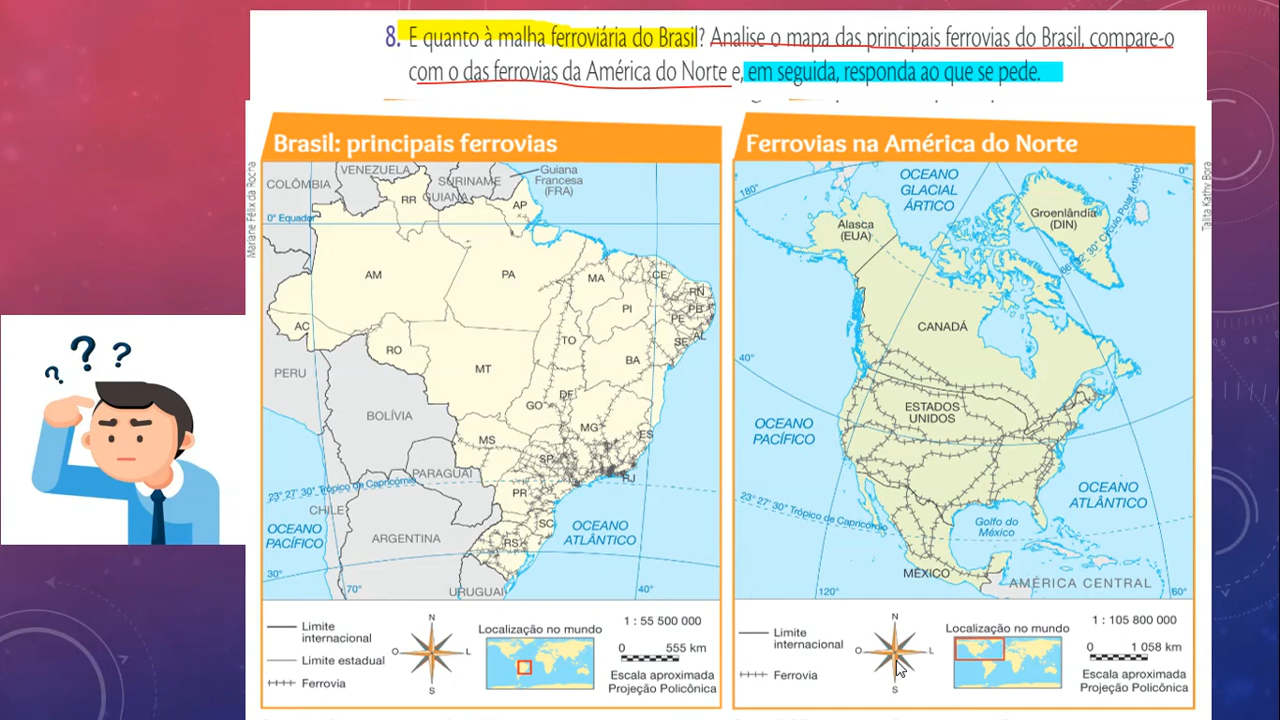 8. E quanto à malha ferroviária do Brasil? Analise o mapa das principais ferrovias do Brasil, compare-o
com o das ferrovias da América do Norte e, em seguida, responda ao que se pede.
Brasil: principais ferrovias
Mariane Félix da Rocha
COLÔMBIA
VENEZUELA
SURINAME
GUIANA
Guiana
Francesa
(FRA)
0° Equador
RR
AP
AM
PA
MA
CE
RN
PB
PE
AL
SE
PI
AC
RO
TO
BA
MT
PERU
DF
GO
BOLÍVIA
MG
ES
MS
SP
RJ
PARAGUAI
23° 27' 30" Trópico de Capricórnio
PR
CHILE
SC
OCEANO
PACÍFICO
ARGENTINA
RS
OCEANO
ATLÂNTICO
30°
70°
URUGUAI
40°
Limite
internacional
Limite estadual
Ferrovia
N
O
L
S
Localização no mundo
1 : 55 500 000
0 555 km
Escala aproximada
Projeção Policônica
Ferrovias na América do Norte
Talita Kathy Bora
180°
OCEANO
GLACIAL
ÁRTICO
0°
Alasca
(EUA)
Groenlândia
(DIN)
66° 32' 30" Círculo Polar Ártico
CANADÁ
40°
ESTADOS
UNIDOS
OCEANO
PACÍFICO
OCEANO
ATLÂNTICO
23° 27' 30" Trópico de Capricórnio
Golfo do
México
MÉXICO
AMÉRICA CENTRAL
120°
60°
Limite
internacional
Ferrovia
N
O
L
S
Localização no mundo
1 : 105 800 000
0 1 058 km
Escala aproximada
Projeção Policônica
? ? ?